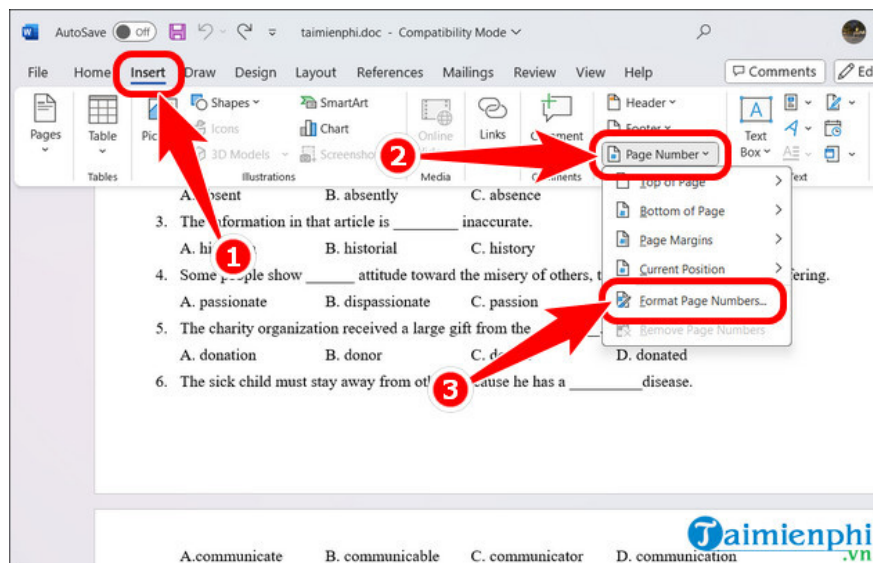 AutoSave Off taimienphi.doc - Compatibility Mode
File Home Insert Draw Design Layout References Mailings Review View Help Comments
Pages Table Shapes Icons 3D Models SmartArt Chart Online Links Comment Header Footer Page Number Text Box
Tables Illustrations Media Text
1
2
3
Top of Page
Bottom of Page
Page Margins
Current Position
Format Page Numbers...
Remove Page Numbers
B. absently C. absence
3. The information in that article is ________ inaccurate.
B. historial C. history
4. Some people show ______ attitude toward the misery of others,
A. passionate B. dispassionate C. passion
5. The charity organization received a large gift from the
A. donation B. donor D. donated
6. The sick child must stay away from because he has a _________disease.
A.communicate B. communicable C. communicator D. communication
Taimienphi
.vn